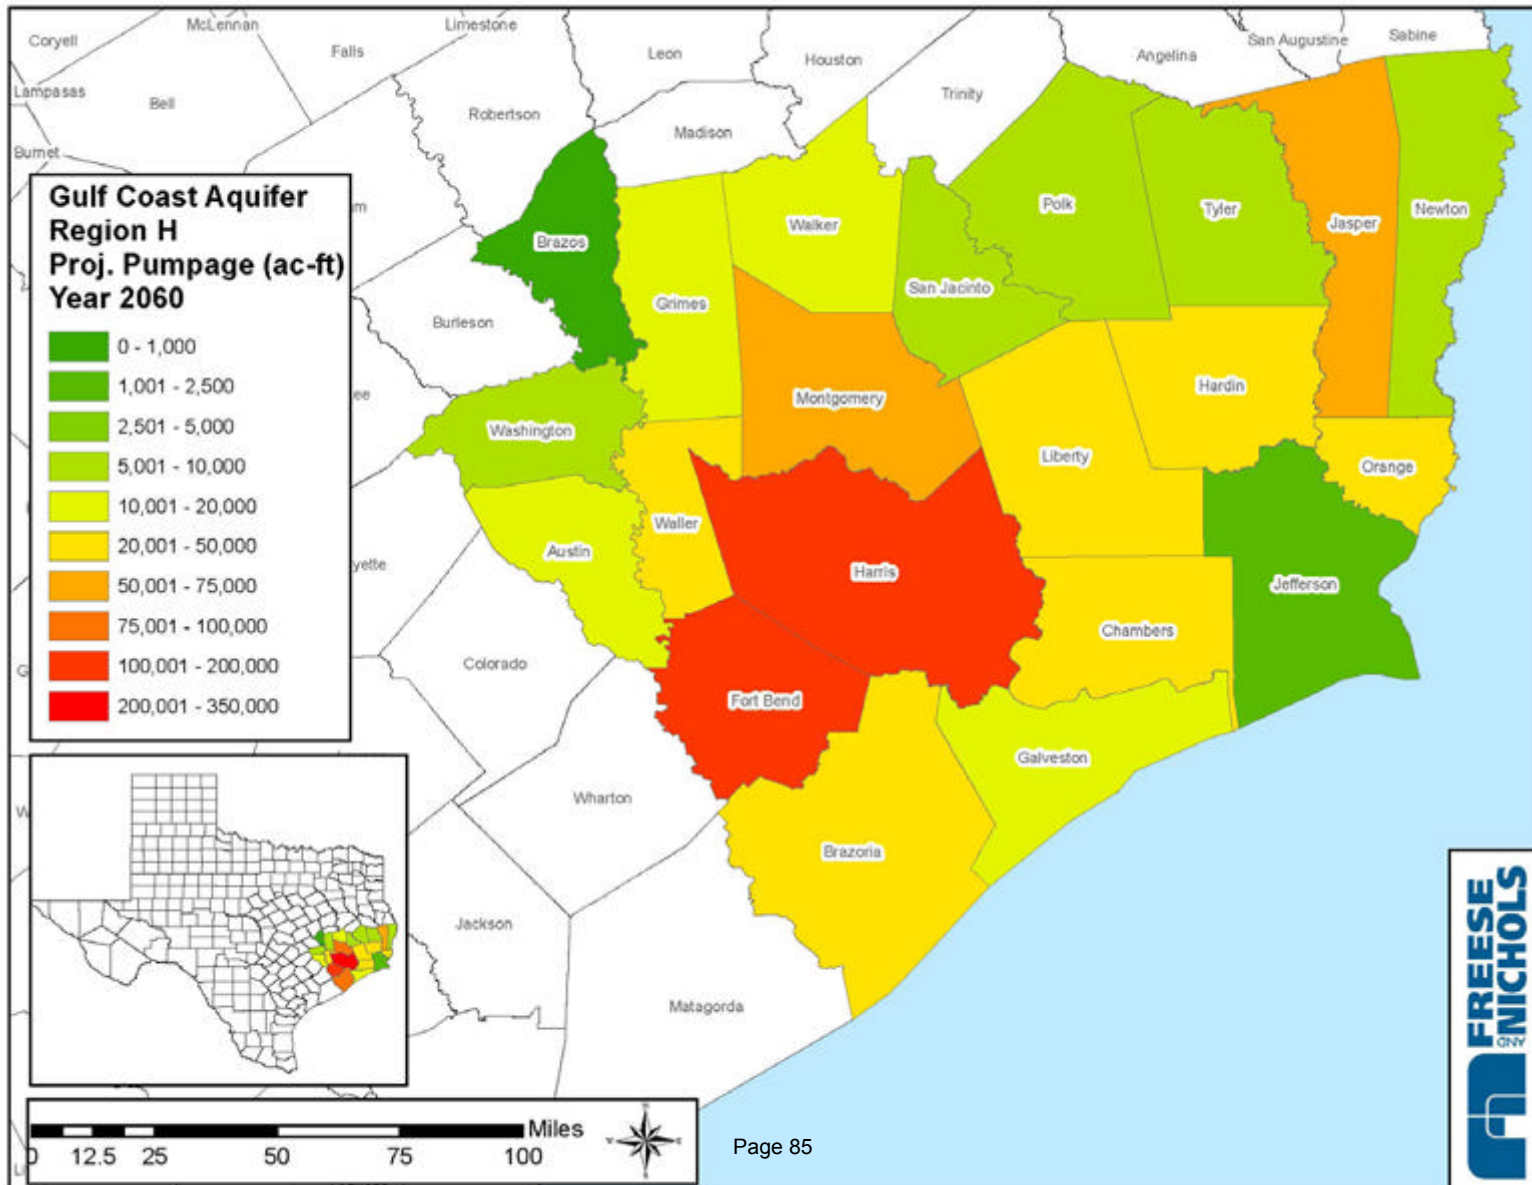 McLennan
Limestone
Coryell
Falls
Leon
Houston
Angelina
San Augustine
Sabine
Lampasas
Bell
Robertson
Trinity
Madison
Burnet
Gulf Coast Aquifer
Region H
Proj. Pumpage (ac-ft)
Year 2060
0 - 1,000
1,001 - 2,500
2,501 - 5,000
5,001 - 10,000
10,001 - 20,000
20,001 - 50,000
50,001 - 75,000
75,001 - 100,000
100,001 - 200,000
200,001 - 350,000
am
ee
yette
Brazos
Walker
Polk
Tyler
Jasper
Newton
Grimes
San Jacinto
Burleson
Washington
Montgomery
Hardin
Liberty
Orange
Waller
Austin
Harris
Jefferson
Chambers
Colorado
Fort Bend
Galveston
Wharton
Brazoria
Jackson
Matagorda
Miles
0 12.5 25 50 75 100
Page 85
FREESE
AND
NICHOLS